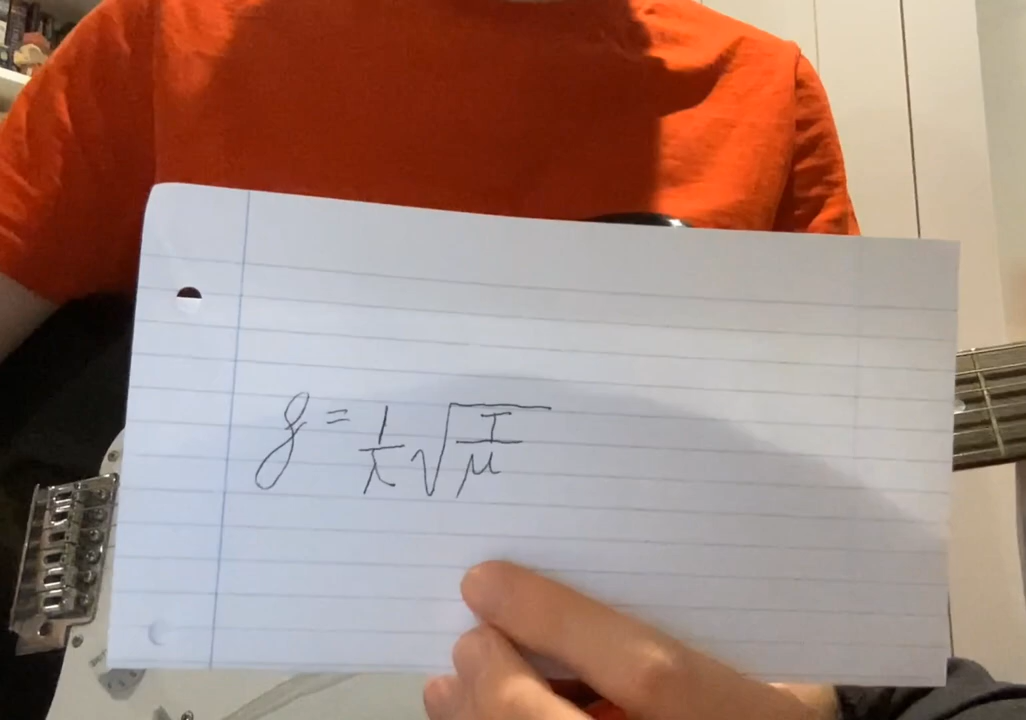 f = 1/λ √(T/μ)